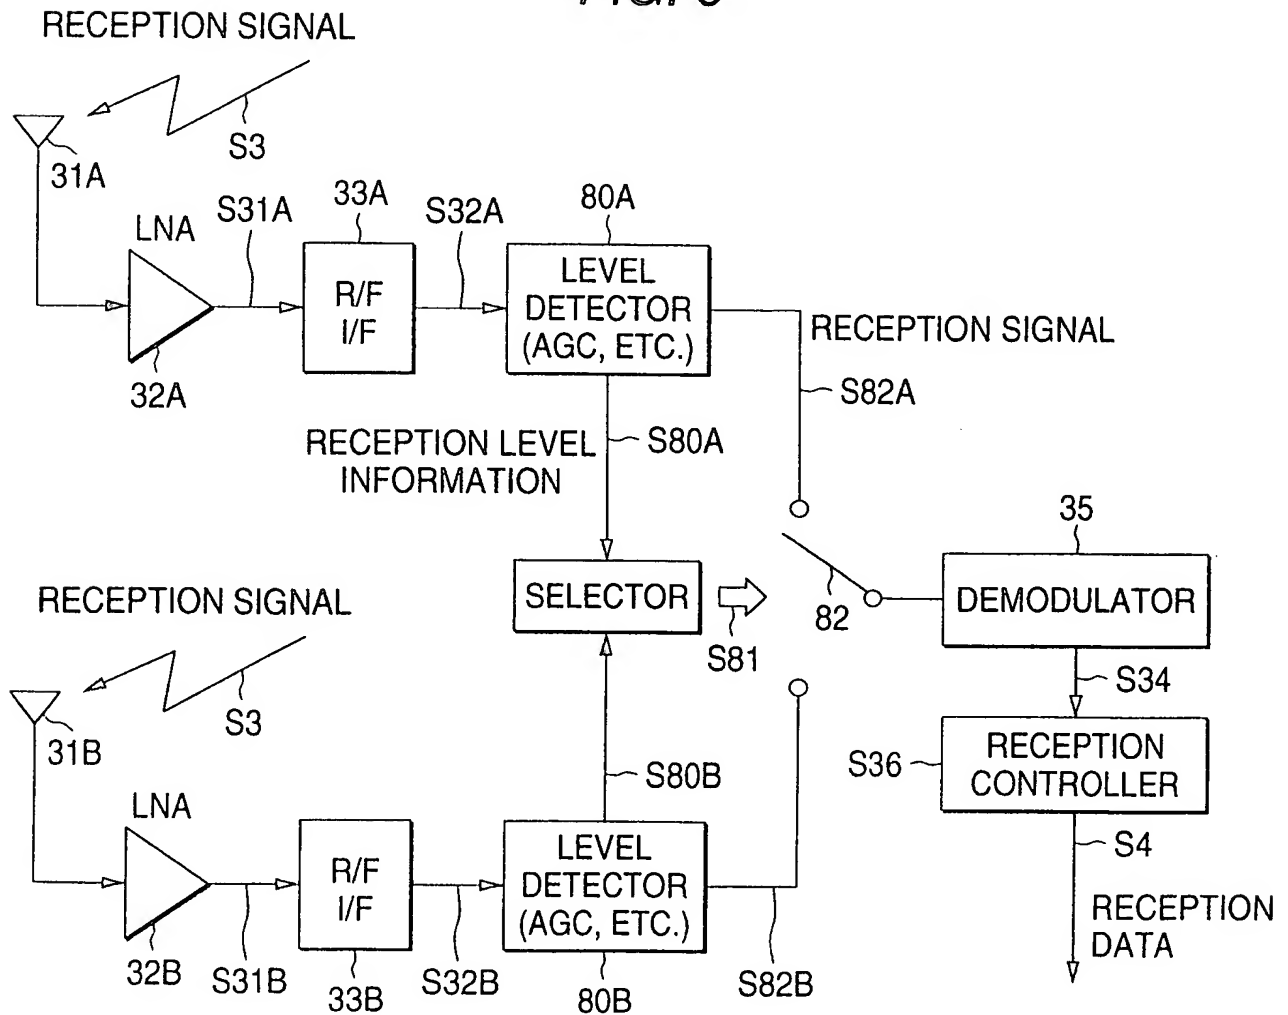 RECEPTION SIGNAL
S3
31A
LNA
S31A
33A
S32A
80A
R/F
I/F
LEVEL
DETECTOR
(AGC, ETC.)
RECEPTION SIGNAL
32A
S82A
RECEPTION LEVEL
INFORMATION
S80A
35
SELECTOR
S81
82
DEMODULATOR
S34
RECEPTION SIGNAL
S3
31B
S36
RECEPTION
CONTROLLER
S80B
LNA
S4
R/F
I/F
LEVEL
DETECTOR
(AGC, ETC.)
RECEPTION
DATA
32B
S31B
33B
S32B
80B
S82B